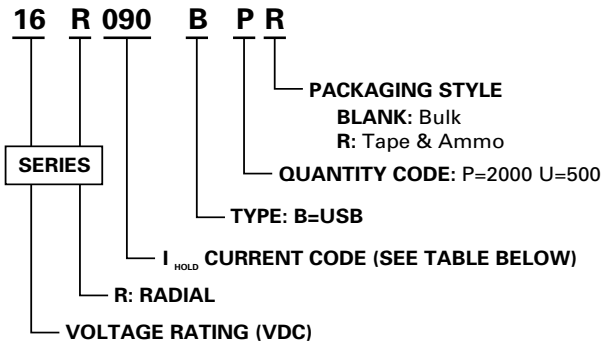 16 R 090 B P R
PACKAGING STYLE
BLANK: Bulk
R: Tape & Ammo
SERIES
QUANTITY CODE: P=2000 U=500
TYPE: B=USB
I HOLD CURRENT CODE (SEE TABLE BELOW)
R: RADIAL
VOLTAGE RATING (VDC)